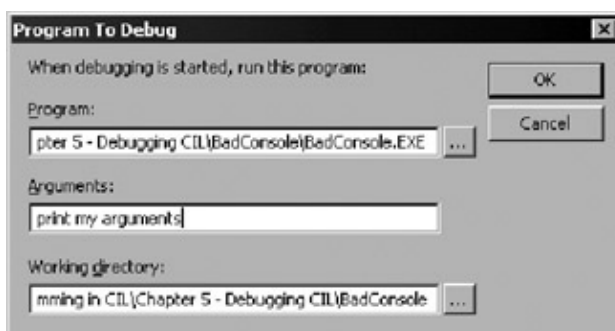 Program To Debug
When debugging is started, run this program:
OK
Program:
pter 5 - Debugging CIL\BadConsole\BadConsole.EXE ...
Cancel
Arguments:
print my arguments
Working directory:
mming in CIL\Chapter 5 - Debugging CIL\BadConsole ...